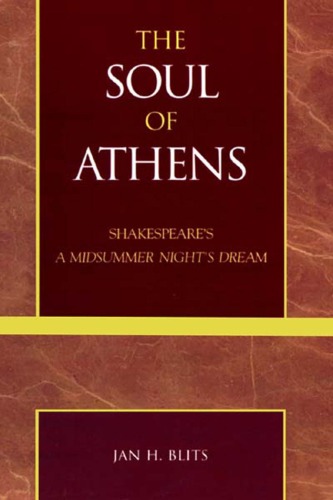 THE
SOUL
OF
ATHENS
SHAKESPEARE'S
A MIDSUMMER NIGHT'S DREAM
JAN H. BLITS